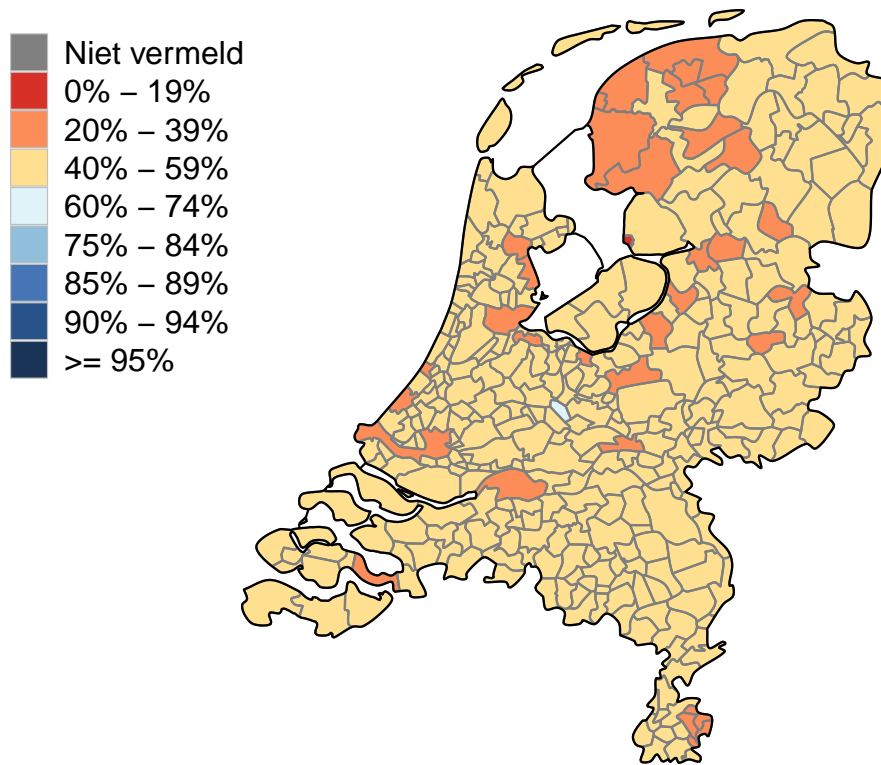 Niet vermeld
0% – 19%
20% – 39%
40% – 59%
60% – 74%
75% – 84%
85% – 89%
90% – 94%
>= 95%